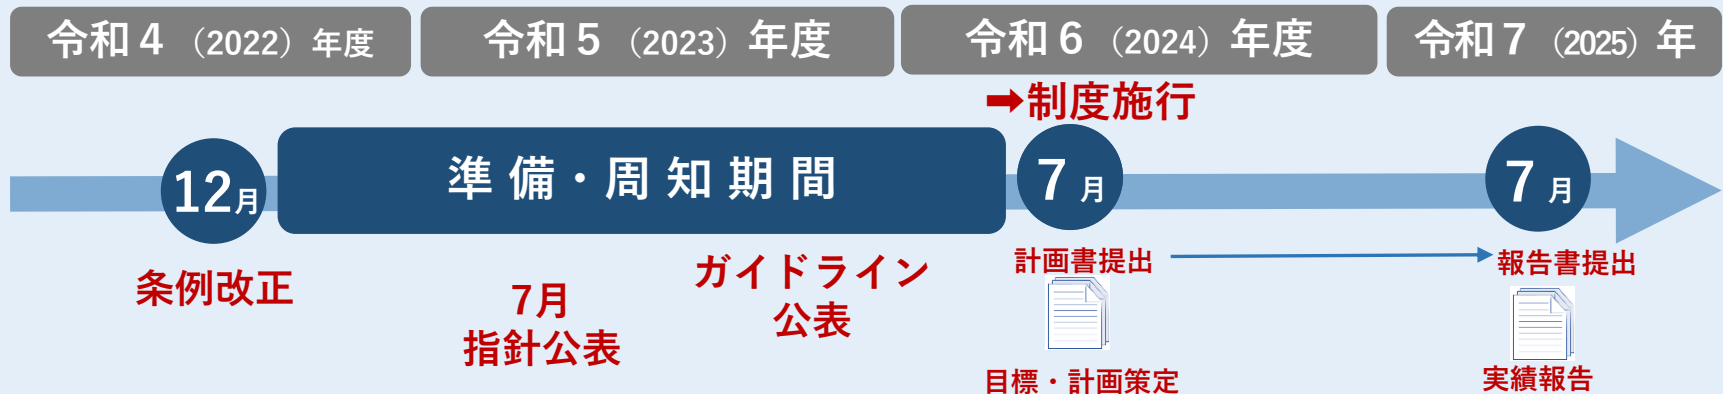 令和4（2022）年度
令和5（2023）年度
令和6（2024）年度
令和7（2025）年
➡制度施行
12月
準備・周知期間
7月
7月
条例改正
7月
指針公表
ガイドライン
公表
計画書提出
目標・計画策定
報告書提出
実績報告